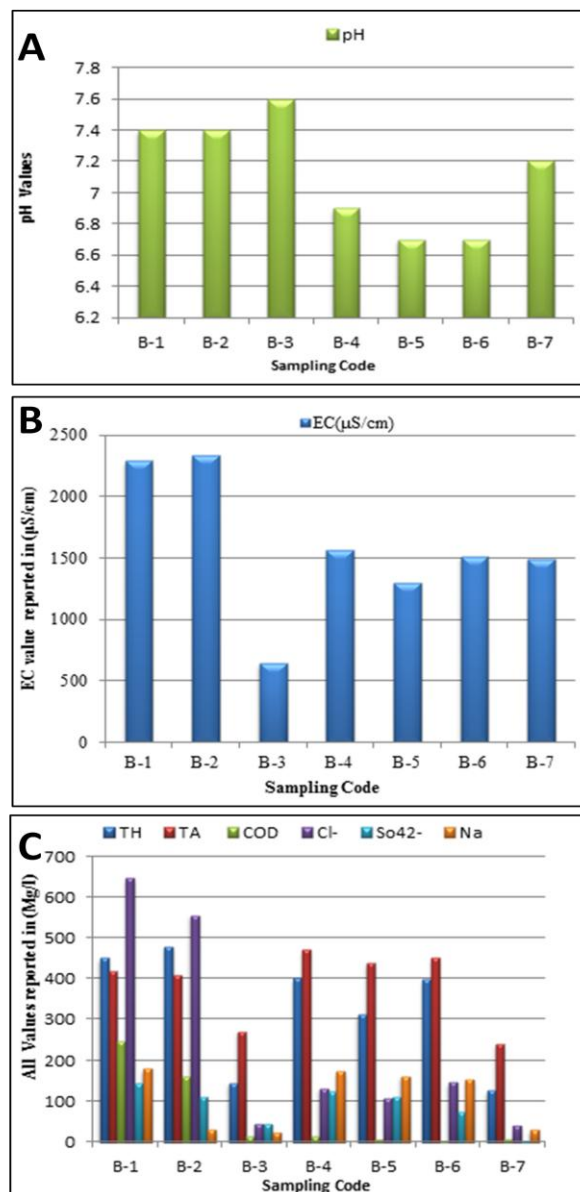 A
pH
7.8
7.6
7.4
7.2
7
6.8
6.6
6.4
6.2
pH Values
B-1 B-2 B-3 B-4 B-5 B-6 B-7
Sampling Code
B
EC(µS/cm)
2500
2000
1500
1000
500
0
EC value reported in (µS/cm)
B-1 B-2 B-3 B-4 B-5 B-6 B-7
Sampling Code
C
TH TA COD Cl- So42- Na
700
600
500
400
300
200
100
0
All Values reported in (Mg/l)
B-1 B-2 B-3 B-4 B-5 B-6 B-7
Sampling Code